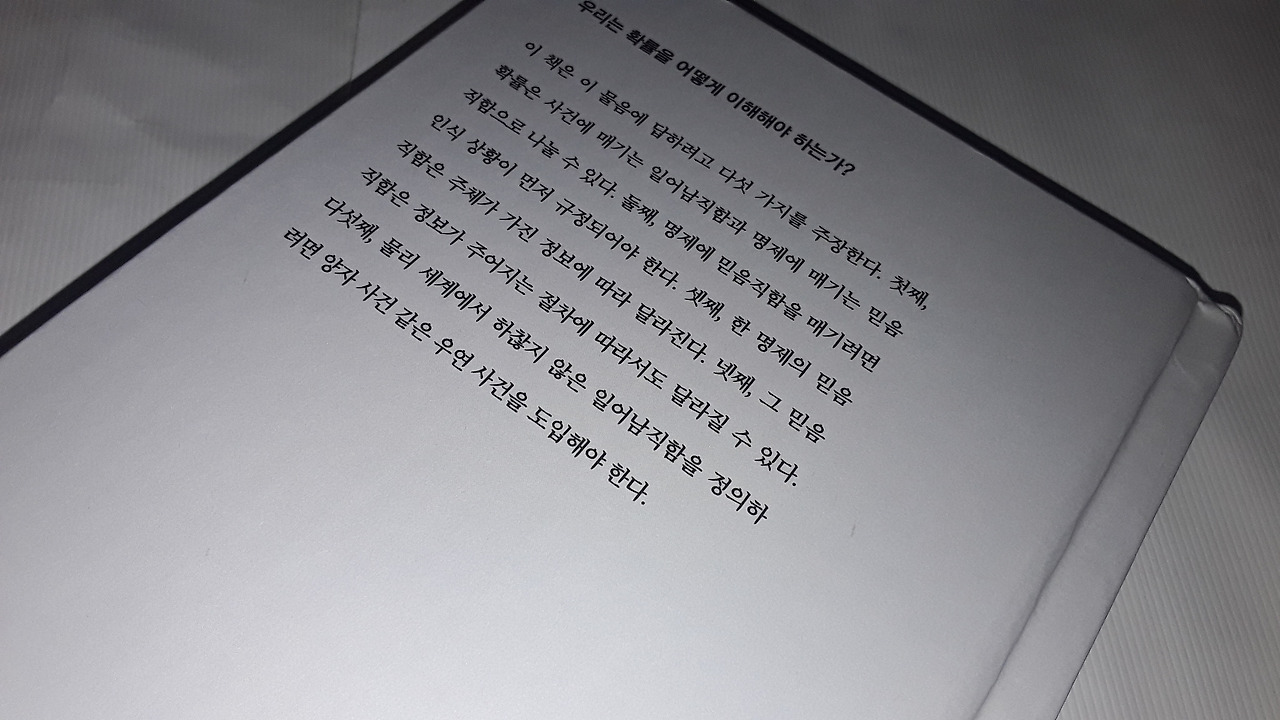 우리는 확률을 어떻게 이해해야 하는가?
이 책은 이 물음에 답하려고 다섯 가지를 주장한다. 첫째,
확률은 사건에 매기는 일어남직함과 명제에 매기는 믿음
직함으로 나눌 수 있다. 둘째, 명제에 믿음직함을 매기려면
인식 상황이 먼저 규정되어야 한다. 셋째, 한 명제의 믿음
직함은 주체가 가진 정보에 따라 달라진다. 넷째, 그 믿음
직함은 정보가 주어지는 절차에 따라서도 달라질 수 있다.
다섯째, 물리 세계에서 하찮지 않은 일어남직함을 정의하
려면 양자 사건 같은 우연 사건을 도입해야 한다.